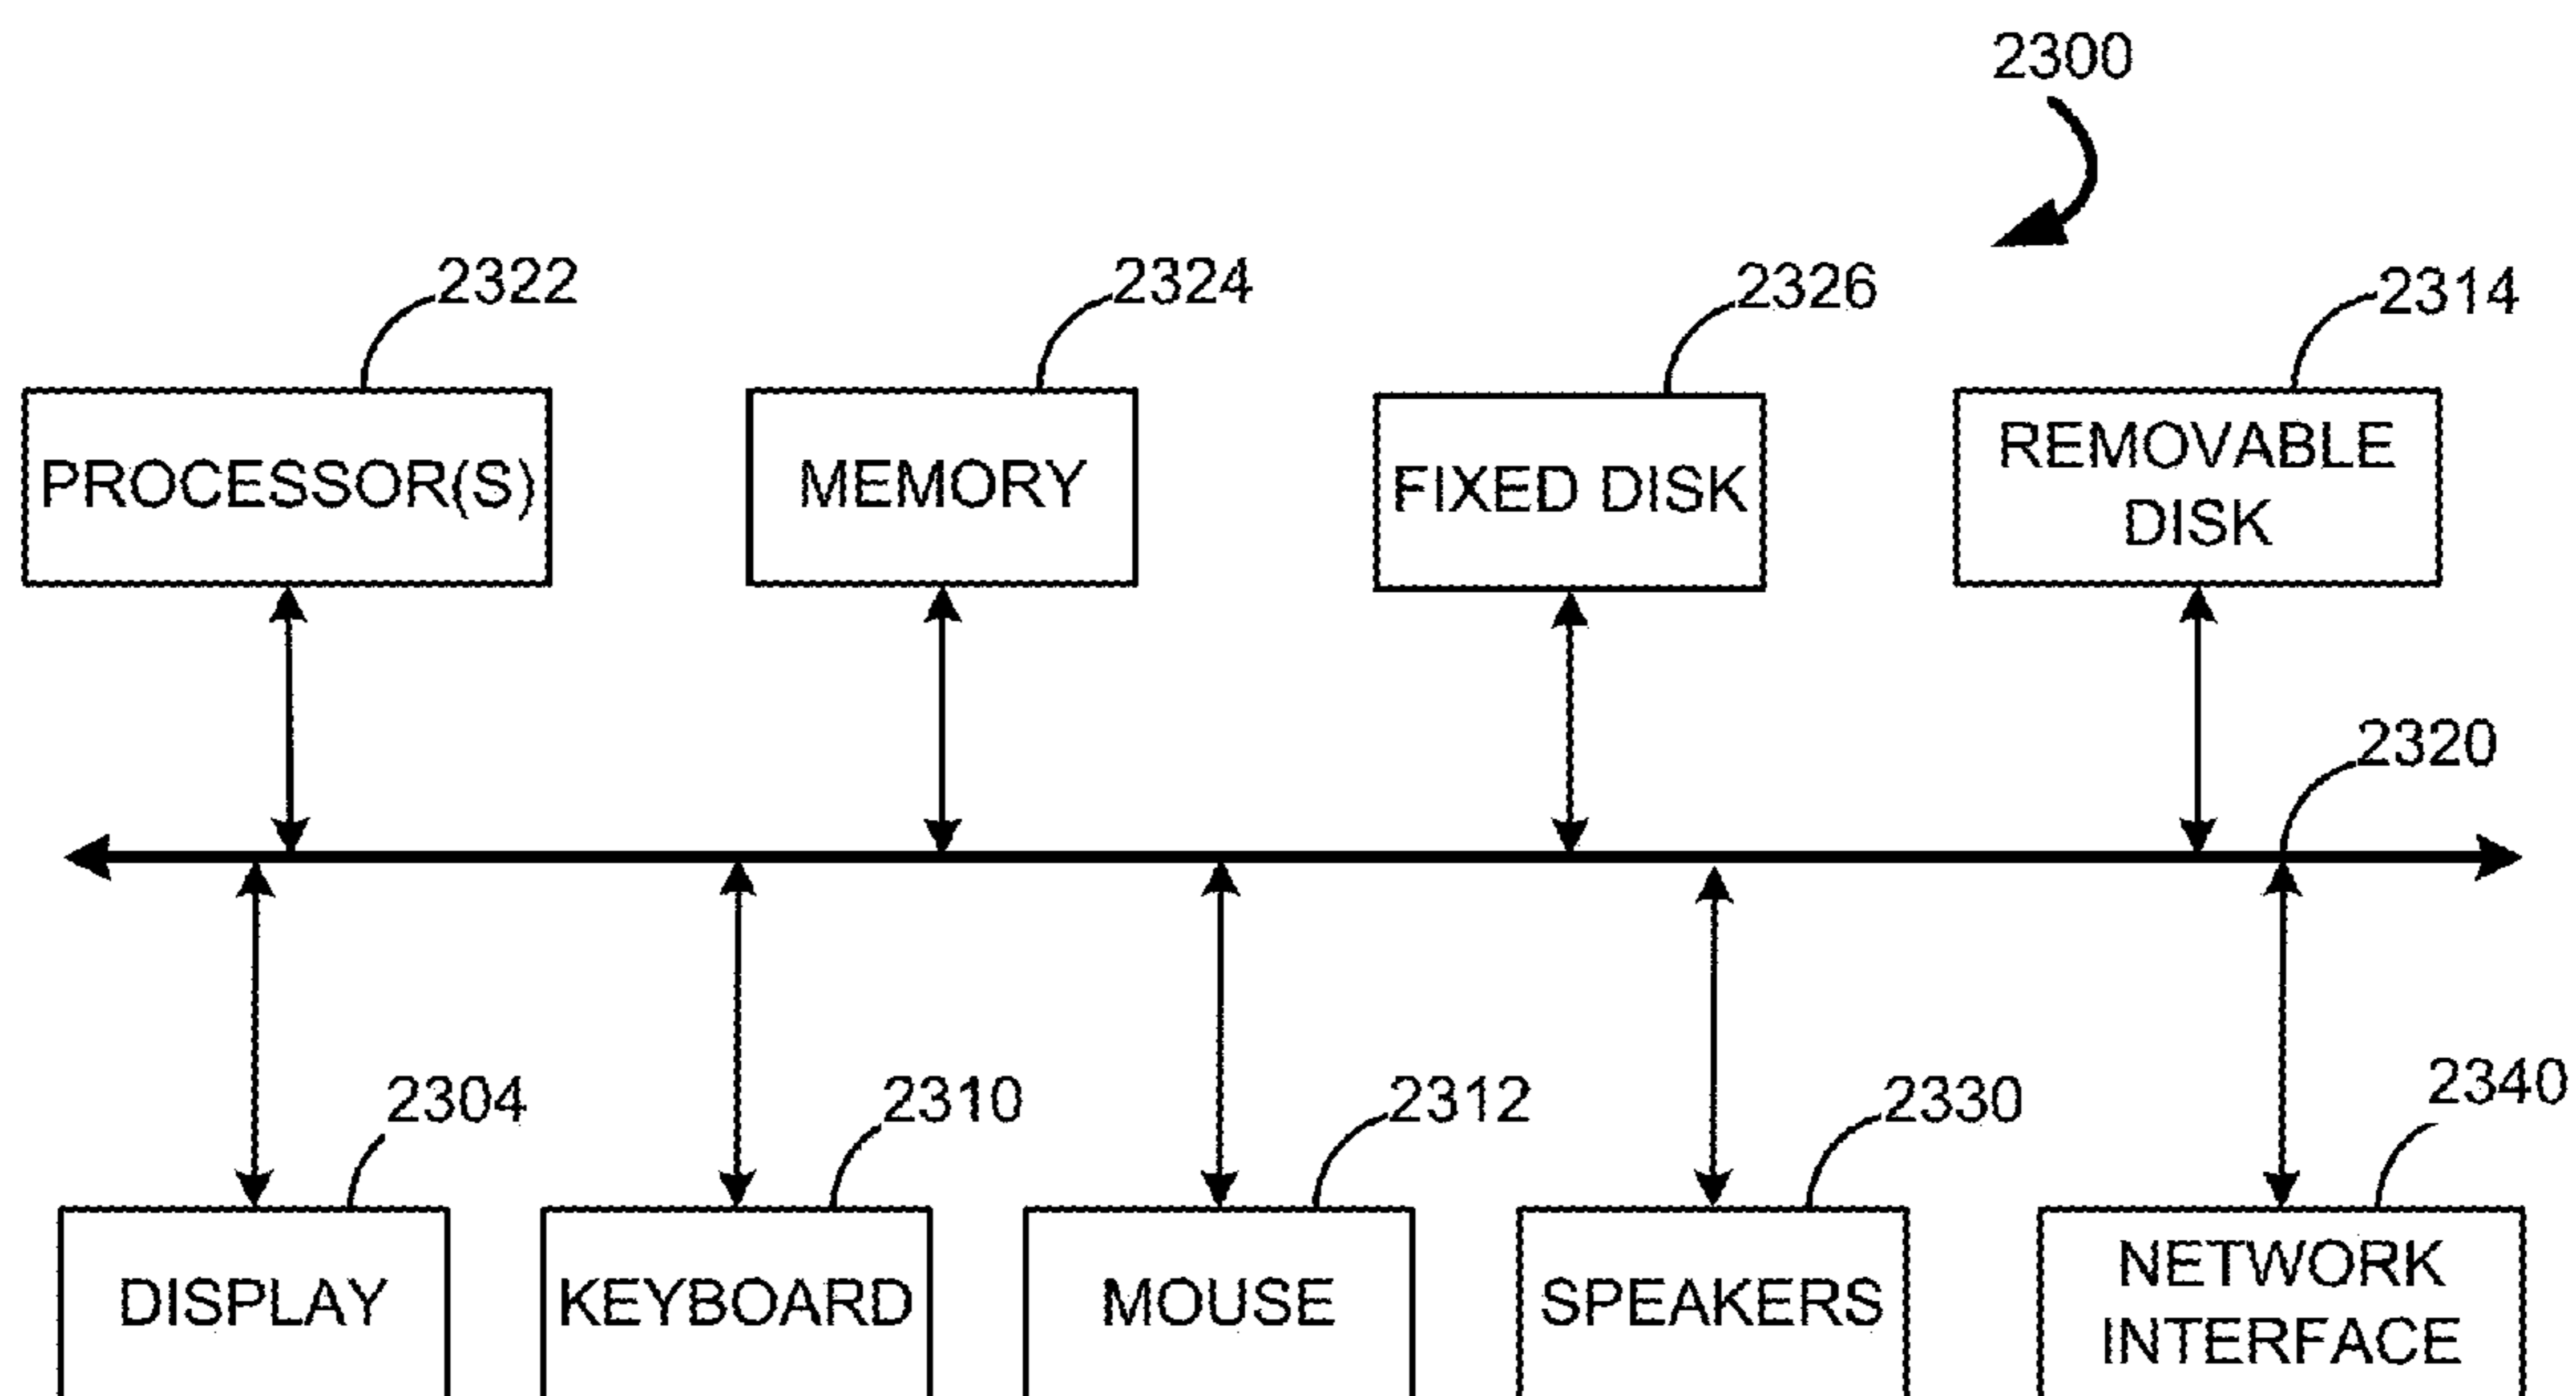 2300
2322
2324
2326
2314
PROCESSOR(S)
MEMORY
FIXED DISK
REMOVABLE
DISK
2320
2304
2310
2312
2330
2340
DISPLAY
KEYBOARD
MOUSE
SPEAKERS
NETWORK
INTERFACE